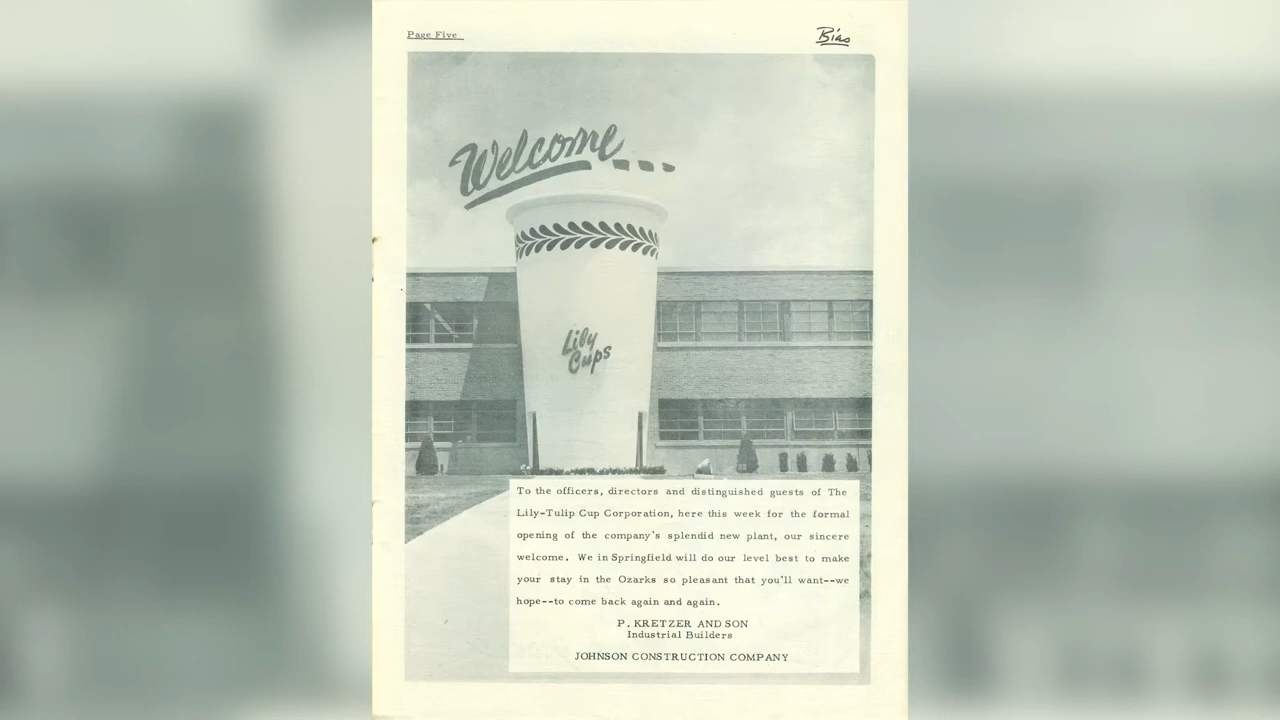 Page Five
Bias
Welcome...
Lily
Cups
To the officers, directors and distinguished guests of The
Lily-Tulip Cup Corporation, here this week for the formal
opening of the company's splendid new plant, our sincere
welcome. We in Springfield will do our level best to make
your stay in the Ozarks so pleasant that you'll want--we
hope--to come back again and again.
P. KRETZER AND SON
Industrial Builders
JOHNSON CONSTRUCTION COMPANY